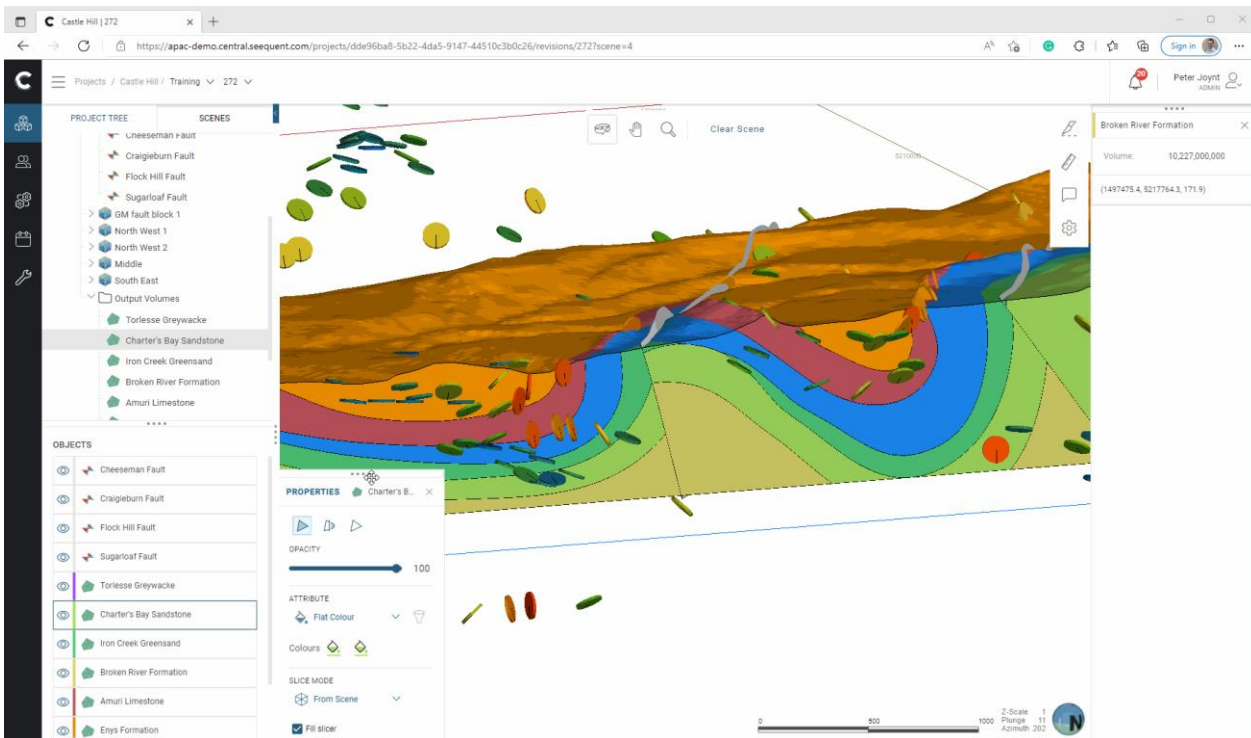 Castle Hill | 272
https://apac-demo.central.seequent.com/projects/dde96ba8-5b22-4da5-9147-44510c3b0c26/revisions/272?scene=4
Sign in
Projects / Castle Hill / Training 272
20
Peter Joynt
ADMIN
PROJECT TREE SCENES
Cheeseman Fault
Craigieburn Fault
Flock Hill Fault
Sugarloaf Fault
GM fault block 1
North West 1
North West 2
Middle
South East
Output Volumes
Torlesse Greywacke
Charter's Bay Sandstone
Iron Creek Greensand
Broken River Formation
Amuri Limestone
OBJECTS
Cheeseman Fault
Craigieburn Fault
Flock Hill Fault
Sugarloaf Fault
Torlesse Greywacke
Charter's Bay Sandstone
Iron Creek Greensand
Broken River Formation
Amuri Limestone
Enys Formation
PROPERTIES Charter's B...
OPACITY
100
ATTRIBUTE
Flat Colour
Colours
SLICE MODE
From Scene
Fill slicer
Clear Scene
Broken River Formation
Volume: 10,227,000,000
(1497475.4, 5217764.3, 171.9)
0 500 1000
Z-Scale 1
Plunge 11
Azimuth 202
N